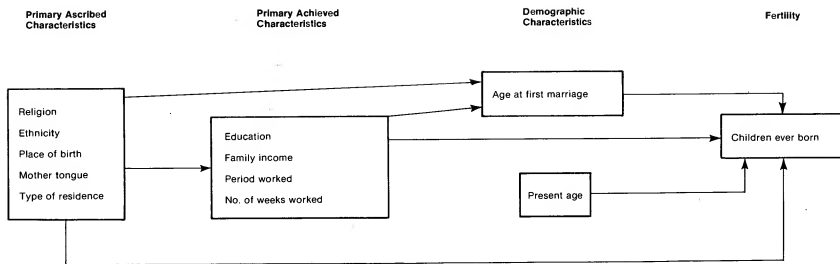 Primary Ascribed
Characteristics
Primary Achieved
Characteristics
Demographic
Characteristics
Fertility
Religion
Ethnicity
Place of birth
Mother tongue
Type of residence
Education
Family income
Period worked
No. of weeks worked
Age at first marriage
Present age
Children ever born